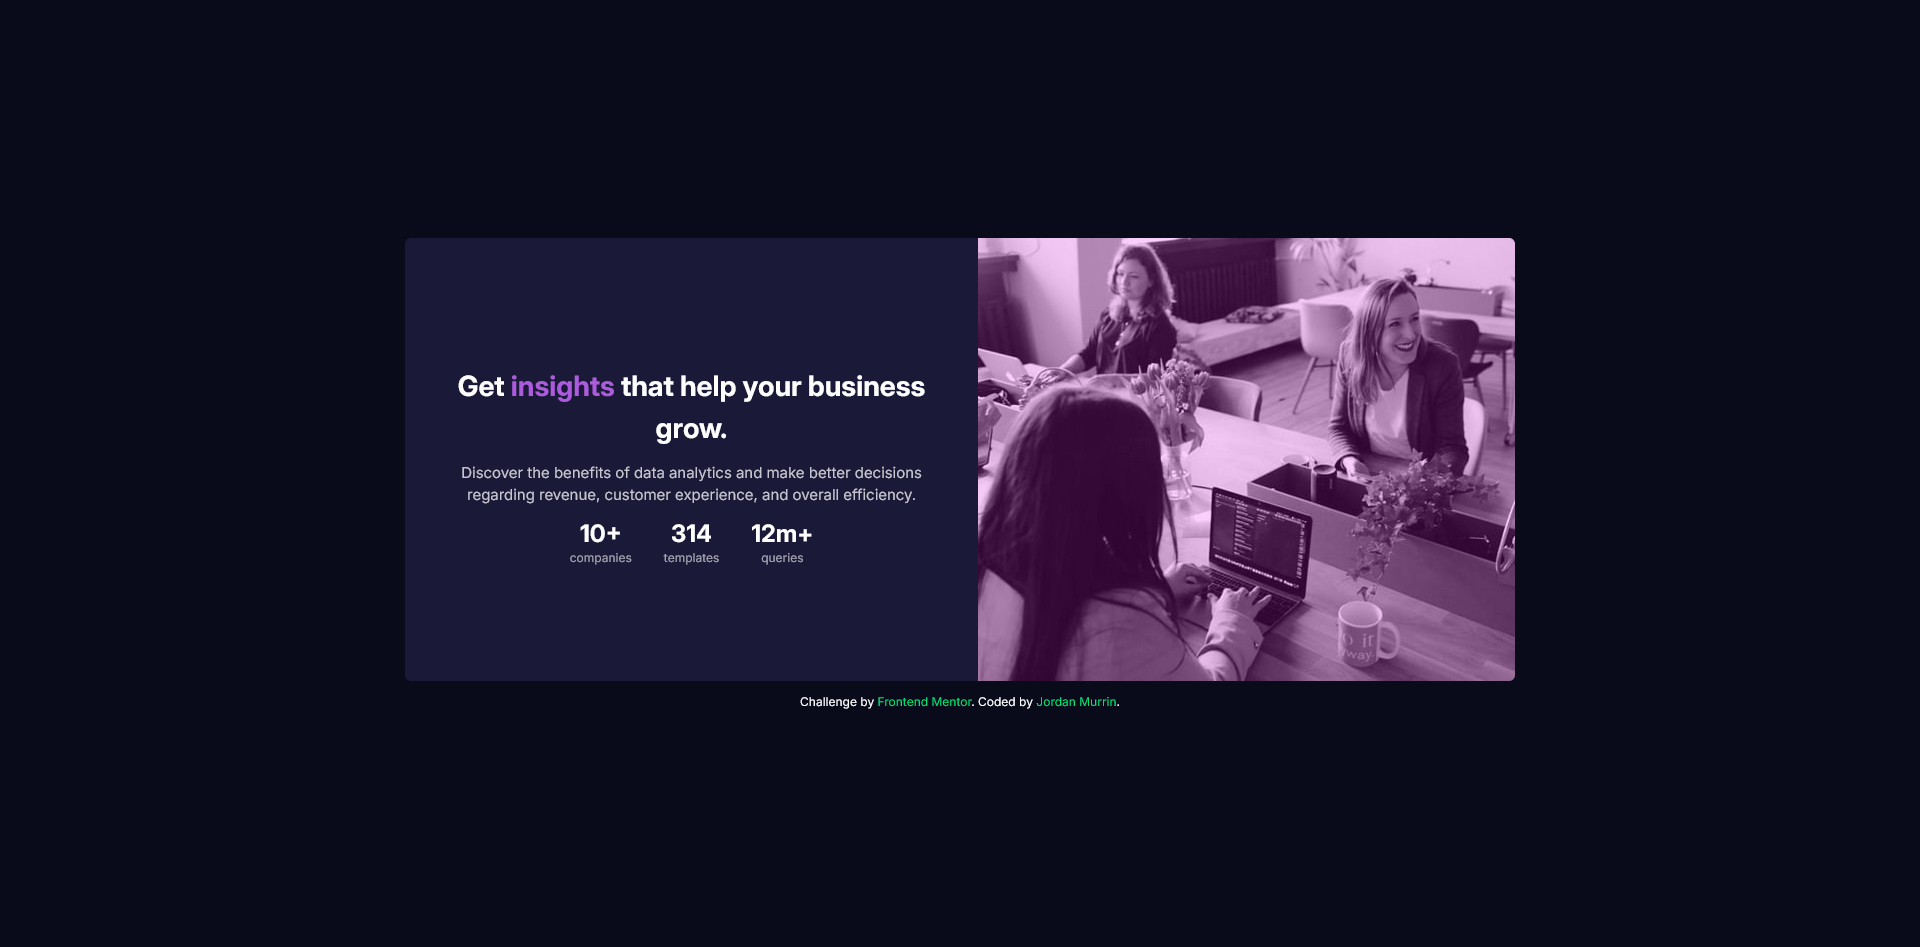 Get insights that help your business
grow.
Discover the benefits of data analytics and make better decisions
regarding revenue, customer experience, and overall efficiency.
10+ 314 12m+
companies templates queries
Challenge by Frontend Mentor. Coded by Jordan Murrin.